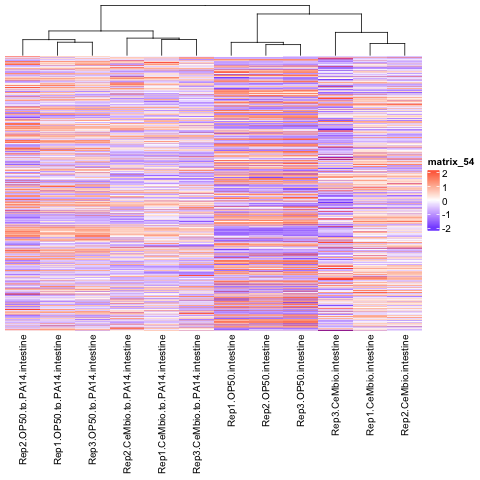 matrix_54
2
1
0
-1
-2
Rep2.OP50.to.PA14.intestine
Rep1.OP50.to.PA14.intestine
Rep3.OP50.to.PA14.intestine
Rep2.CeMbio.to.PA14.intestine
Rep1.CeMbio.to.PA14.intestine
Rep3.CeMbio.to.PA14.intestine
Rep1.OP50.intestine
Rep2.OP50.intestine
Rep3.OP50.intestine
Rep3.CeMbio.intestine
Rep1.CeMbio.intestine
Rep2.CeMbio.intestine